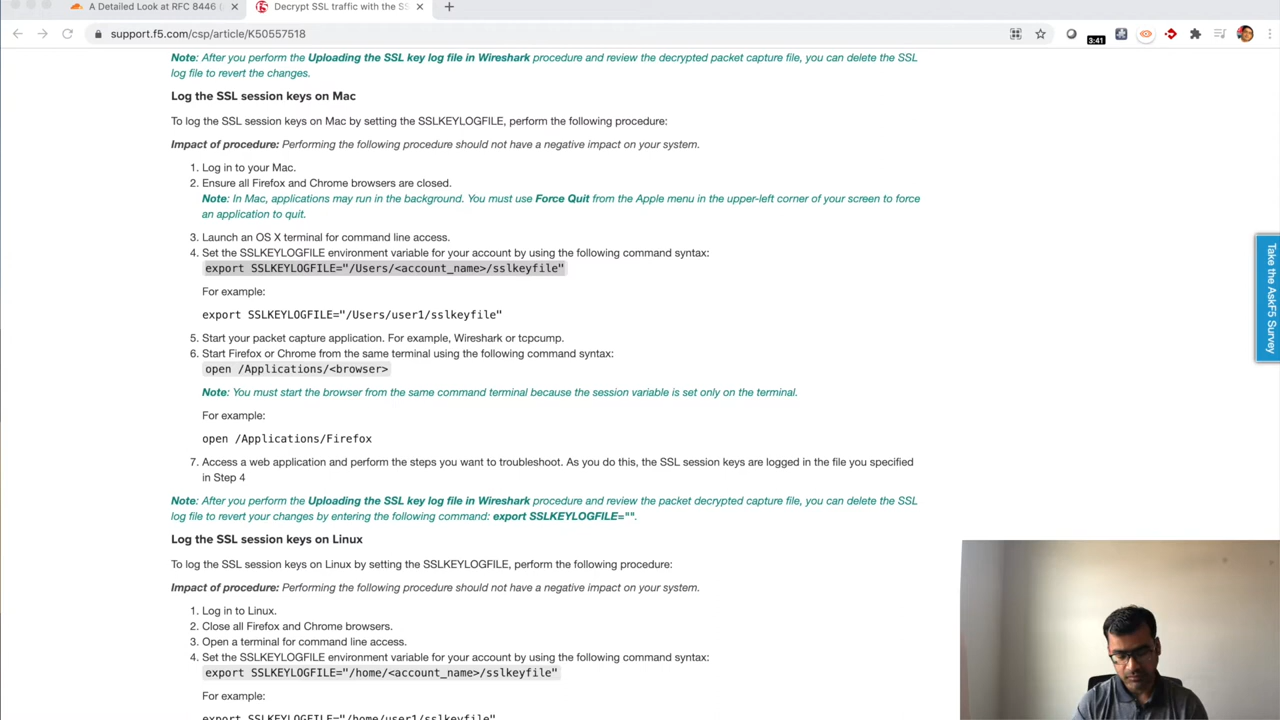 A Detailed Look at RFC 8446 (
Decrypt SSL traffic with the SS
support.f5.com/csp/article/K50557518
3:41
Note: After you perform the Uploading the SSL key log file in Wireshark procedure and review the decrypted packet capture file, you can delete the SSL
log file to revert the changes.
Log the SSL session keys on Mac
To log the SSL session keys on Mac by setting the SSLKEYLOGFILE, perform the following procedure:
Impact of procedure: Performing the following procedure should not have a negative impact on your system.
1. Log in to your Mac.
2. Ensure all Firefox and Chrome browsers are closed.
Note: In Mac, applications may run in the background. You must use Force Quit from the Apple menu in the upper-left corner of your screen to force
an application to quit.
3. Launch an OS X terminal for command line access.
4. Set the SSLKEYLOGFILE environment variable for your account by using the following command syntax:
export SSLKEYLOGFILE="/Users/<account_name>/sslkeyfile"
For example:
export SSLKEYLOGFILE="/Users/user1/sslkeyfile"
5. Start your packet capture application. For example, Wireshark or tcpcump.
6. Start Firefox or Chrome from the same terminal using the following command syntax:
open /Applications/<browser>
Note: You must start the browser from the same command terminal because the session variable is set only on the terminal.
For example:
open /Applications/Firefox
7. Access a web application and perform the steps you want to troubleshoot. As you do this, the SSL session keys are logged in the file you specified
in Step 4
Note: After you perform the Uploading the SSL key log file in Wireshark procedure and review the packet decrypted capture file, you can delete the SSL
log file to revert your changes by entering the following command: export SSLKEYLOGFILE="".
Log the SSL session keys on Linux
To log the SSL session keys on Linux by setting the SSLKEYLOGFILE, perform the following procedure:
Impact of procedure: Performing the following procedure should not have a negative impact on your system.
1. Log in to Linux.
2. Close all Firefox and Chrome browsers.
3. Open a terminal for command line access.
4. Set the SSLKEYLOGFILE environment variable for your account by using the following command syntax:
export SSLKEYLOGFILE="/home/<account_name>/sslkeyfile"
For example:
export SSLKEYLOGFILE="/home/user1/sslkeyfile"
Take the AskF5 Survey